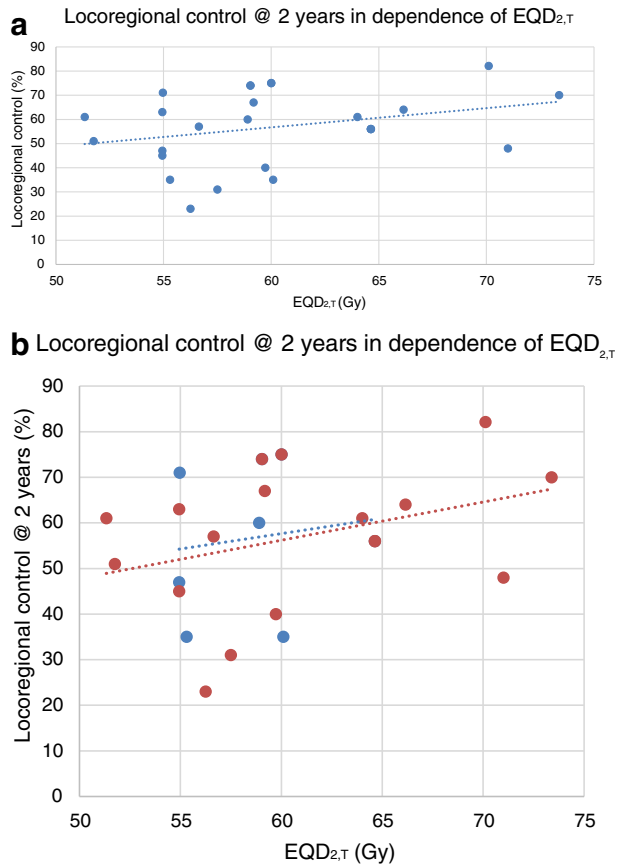 a
Locoregional control @ 2 years in dependence of EQD2,T
Locoregional control (%)
90
80
70
60
50
40
30
20
10
0
50 55 60 65 70 75
EQD2,T (Gy)
b
Locoregional control @ 2 years in dependence of EQD2,T
Locoregional control @ 2 years (%)
90
80
70
60
50
40
30
20
10
0
50 55 60 65 70 75
EQD2,T (Gy)